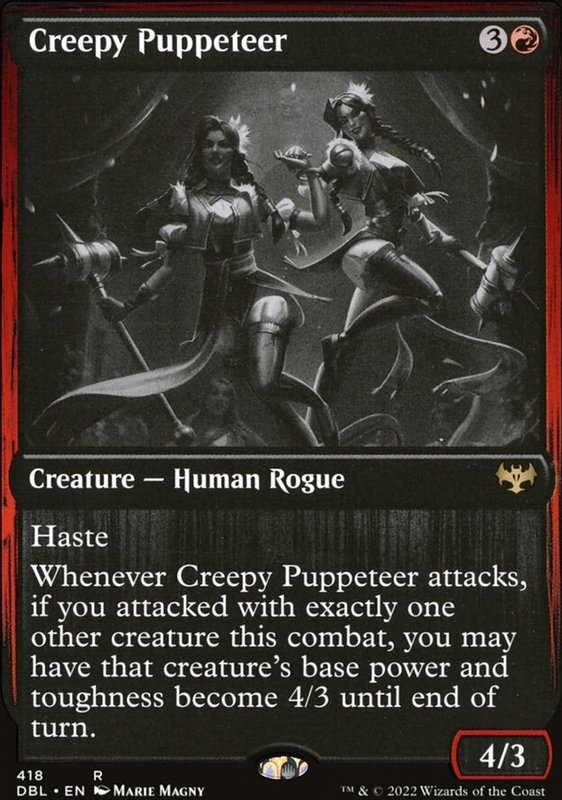 Creepy Puppeteer
3
Creature — Human Rogue
Haste
Whenever Creepy Puppeteer attacks,
if you attacked with exactly one
other creature this combat, you may
have that creature's base power and
toughness become 4/3 until end of
turn.
4/3
418 R
DBL • EN Marie Magny
™ & © 2022 Wizards of the Coast